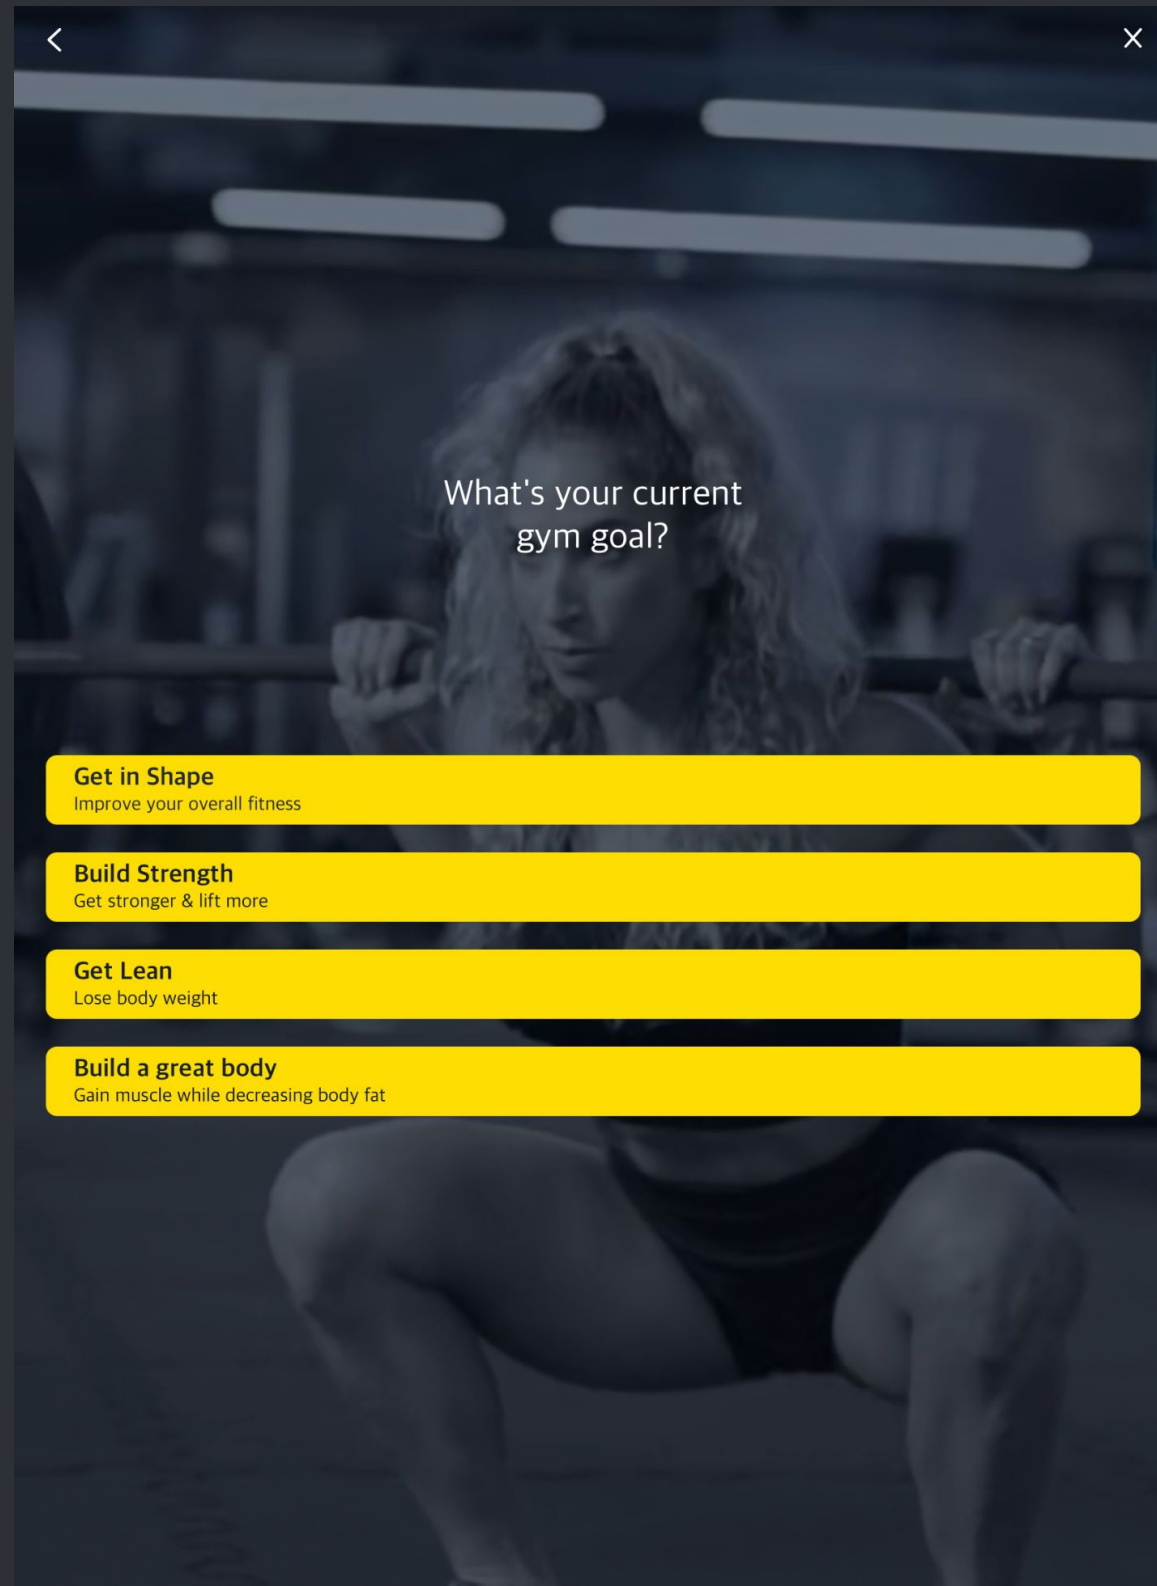 What's your current
gym goal?
Get in Shape
Improve your overall fitness
Build Strength
Get stronger & lift more
Get Lean
Lose body weight
Build a great body
Gain muscle while decreasing body fat